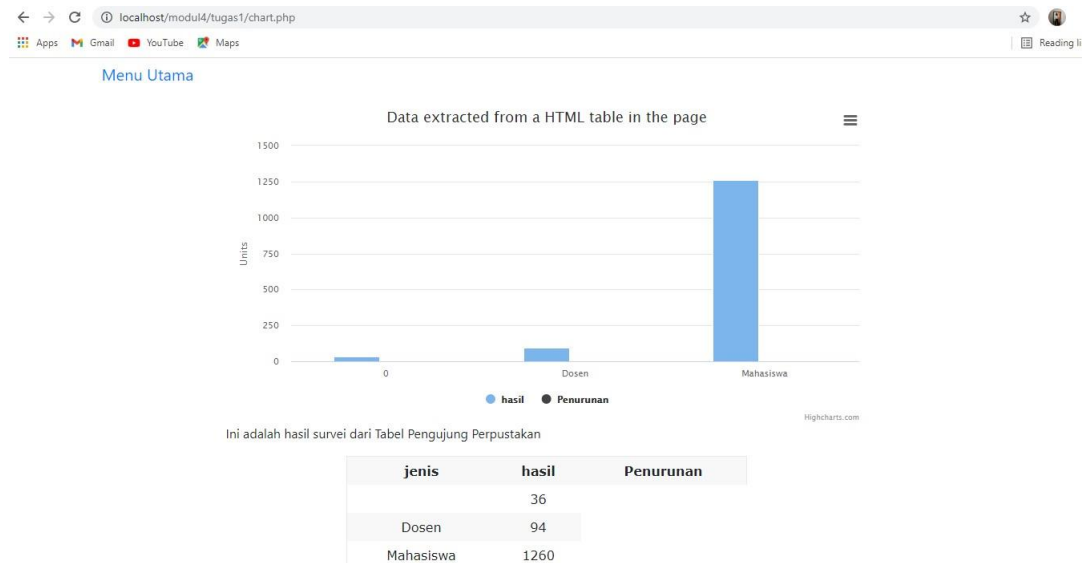 localhost/modul4/tugas1/chart.php
Apps Gmail YouTube Maps Reading li
Menu Utama
Data extracted from a HTML table in the page
1500
1250
1000
750
500
250
0
Units
0 Dosen Mahasiswa
hasil Penurunan
Highcharts.com
Ini adalah hasil survei dari Tabel Pengujung Perpustakan
jenis hasil Penurunan
36
Dosen 94
Mahasiswa 1260